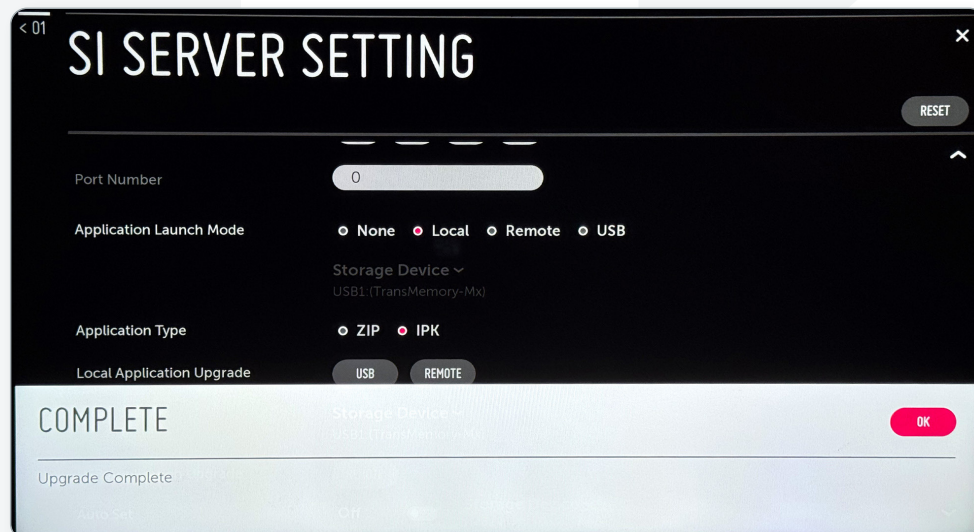 < 01
SI SERVER SETTING
RESET
Port Number 0
Application Launch Mode None Local Remote USB
Storage Device
USB1:(TransMemory-Mx)
Application Type ZIP IPK
Local Application Upgrade USB REMOTE
COMPLETE OK
Storage Device
USB1:(TransMemory-Mx)
Upgrade Complete
Auto Set Off